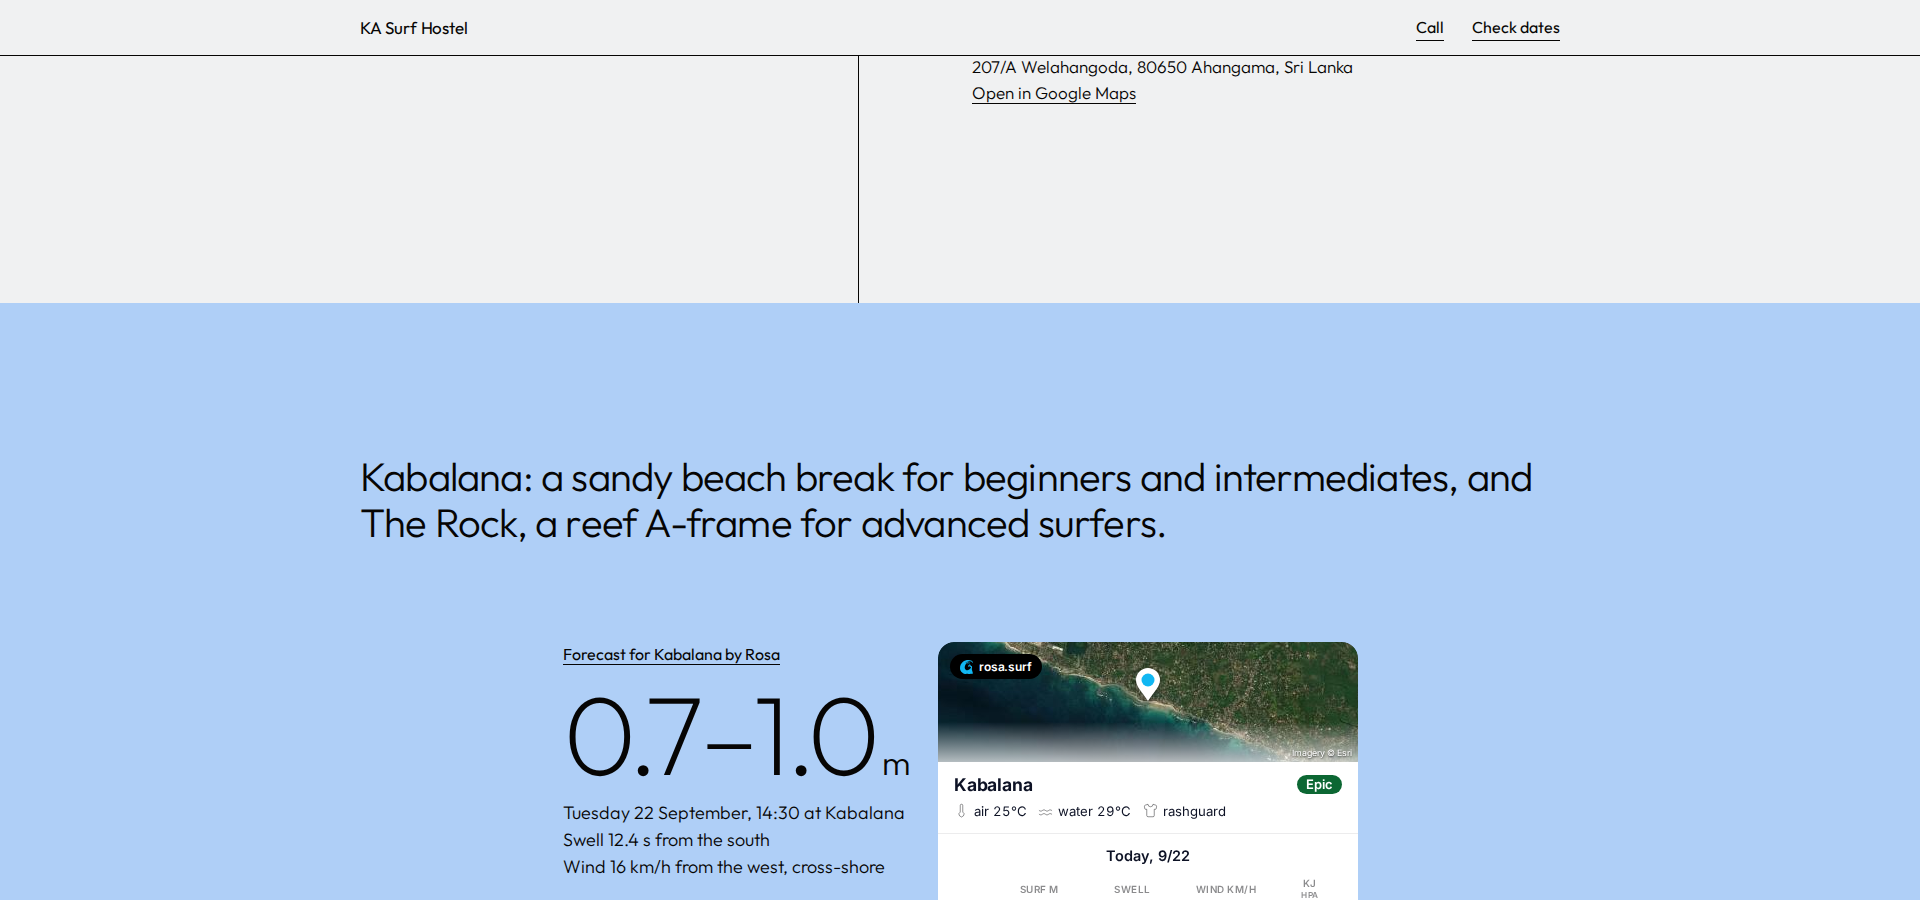 KA Surf Hostel
Call
Check dates
207/A Welahangoda, 80650 Ahangama, Sri Lanka
Open in Google Maps
Kabalana: a sandy beach break for beginners and intermediates, and
The Rock, a reef A-frame for advanced surfers.
Forecast for Kabalana by Rosa
0.7–1.0 m
Tuesday 22 September, 14:30 at Kabalana
Swell 12.4 s from the south
Wind 16 km/h from the west, cross-shore
rosa.surf
Imagery © Esri
Kabalana
Epic
air 25°C
water 29°C
rashguard
Today, 9/22
SURF M
SWELL
WIND KM/H
KJ
HPA